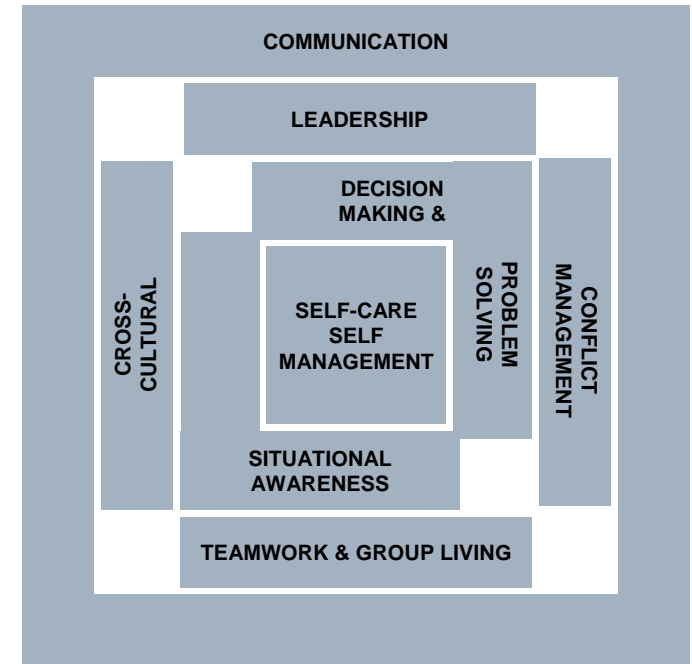 COMMUNICATION
LEADERSHIP
DECISION
MAKING &
PROBLEM
SOLVING
CONFLICT
MANAGEMENT
CROSS-
CULTURAL
SELF-CARE
SELF
MANAGEMENT
SITUATIONAL
AWARENESS
TEAMWORK & GROUP LIVING